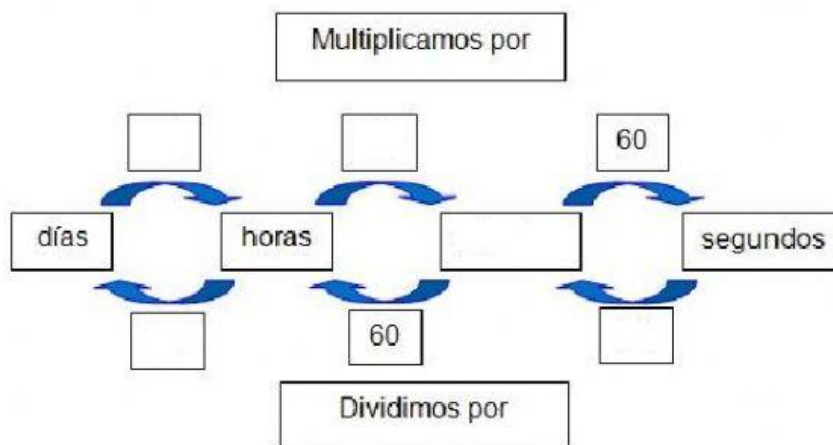 Multiplicamos por
60
días horas segundos
60
Dividimos por